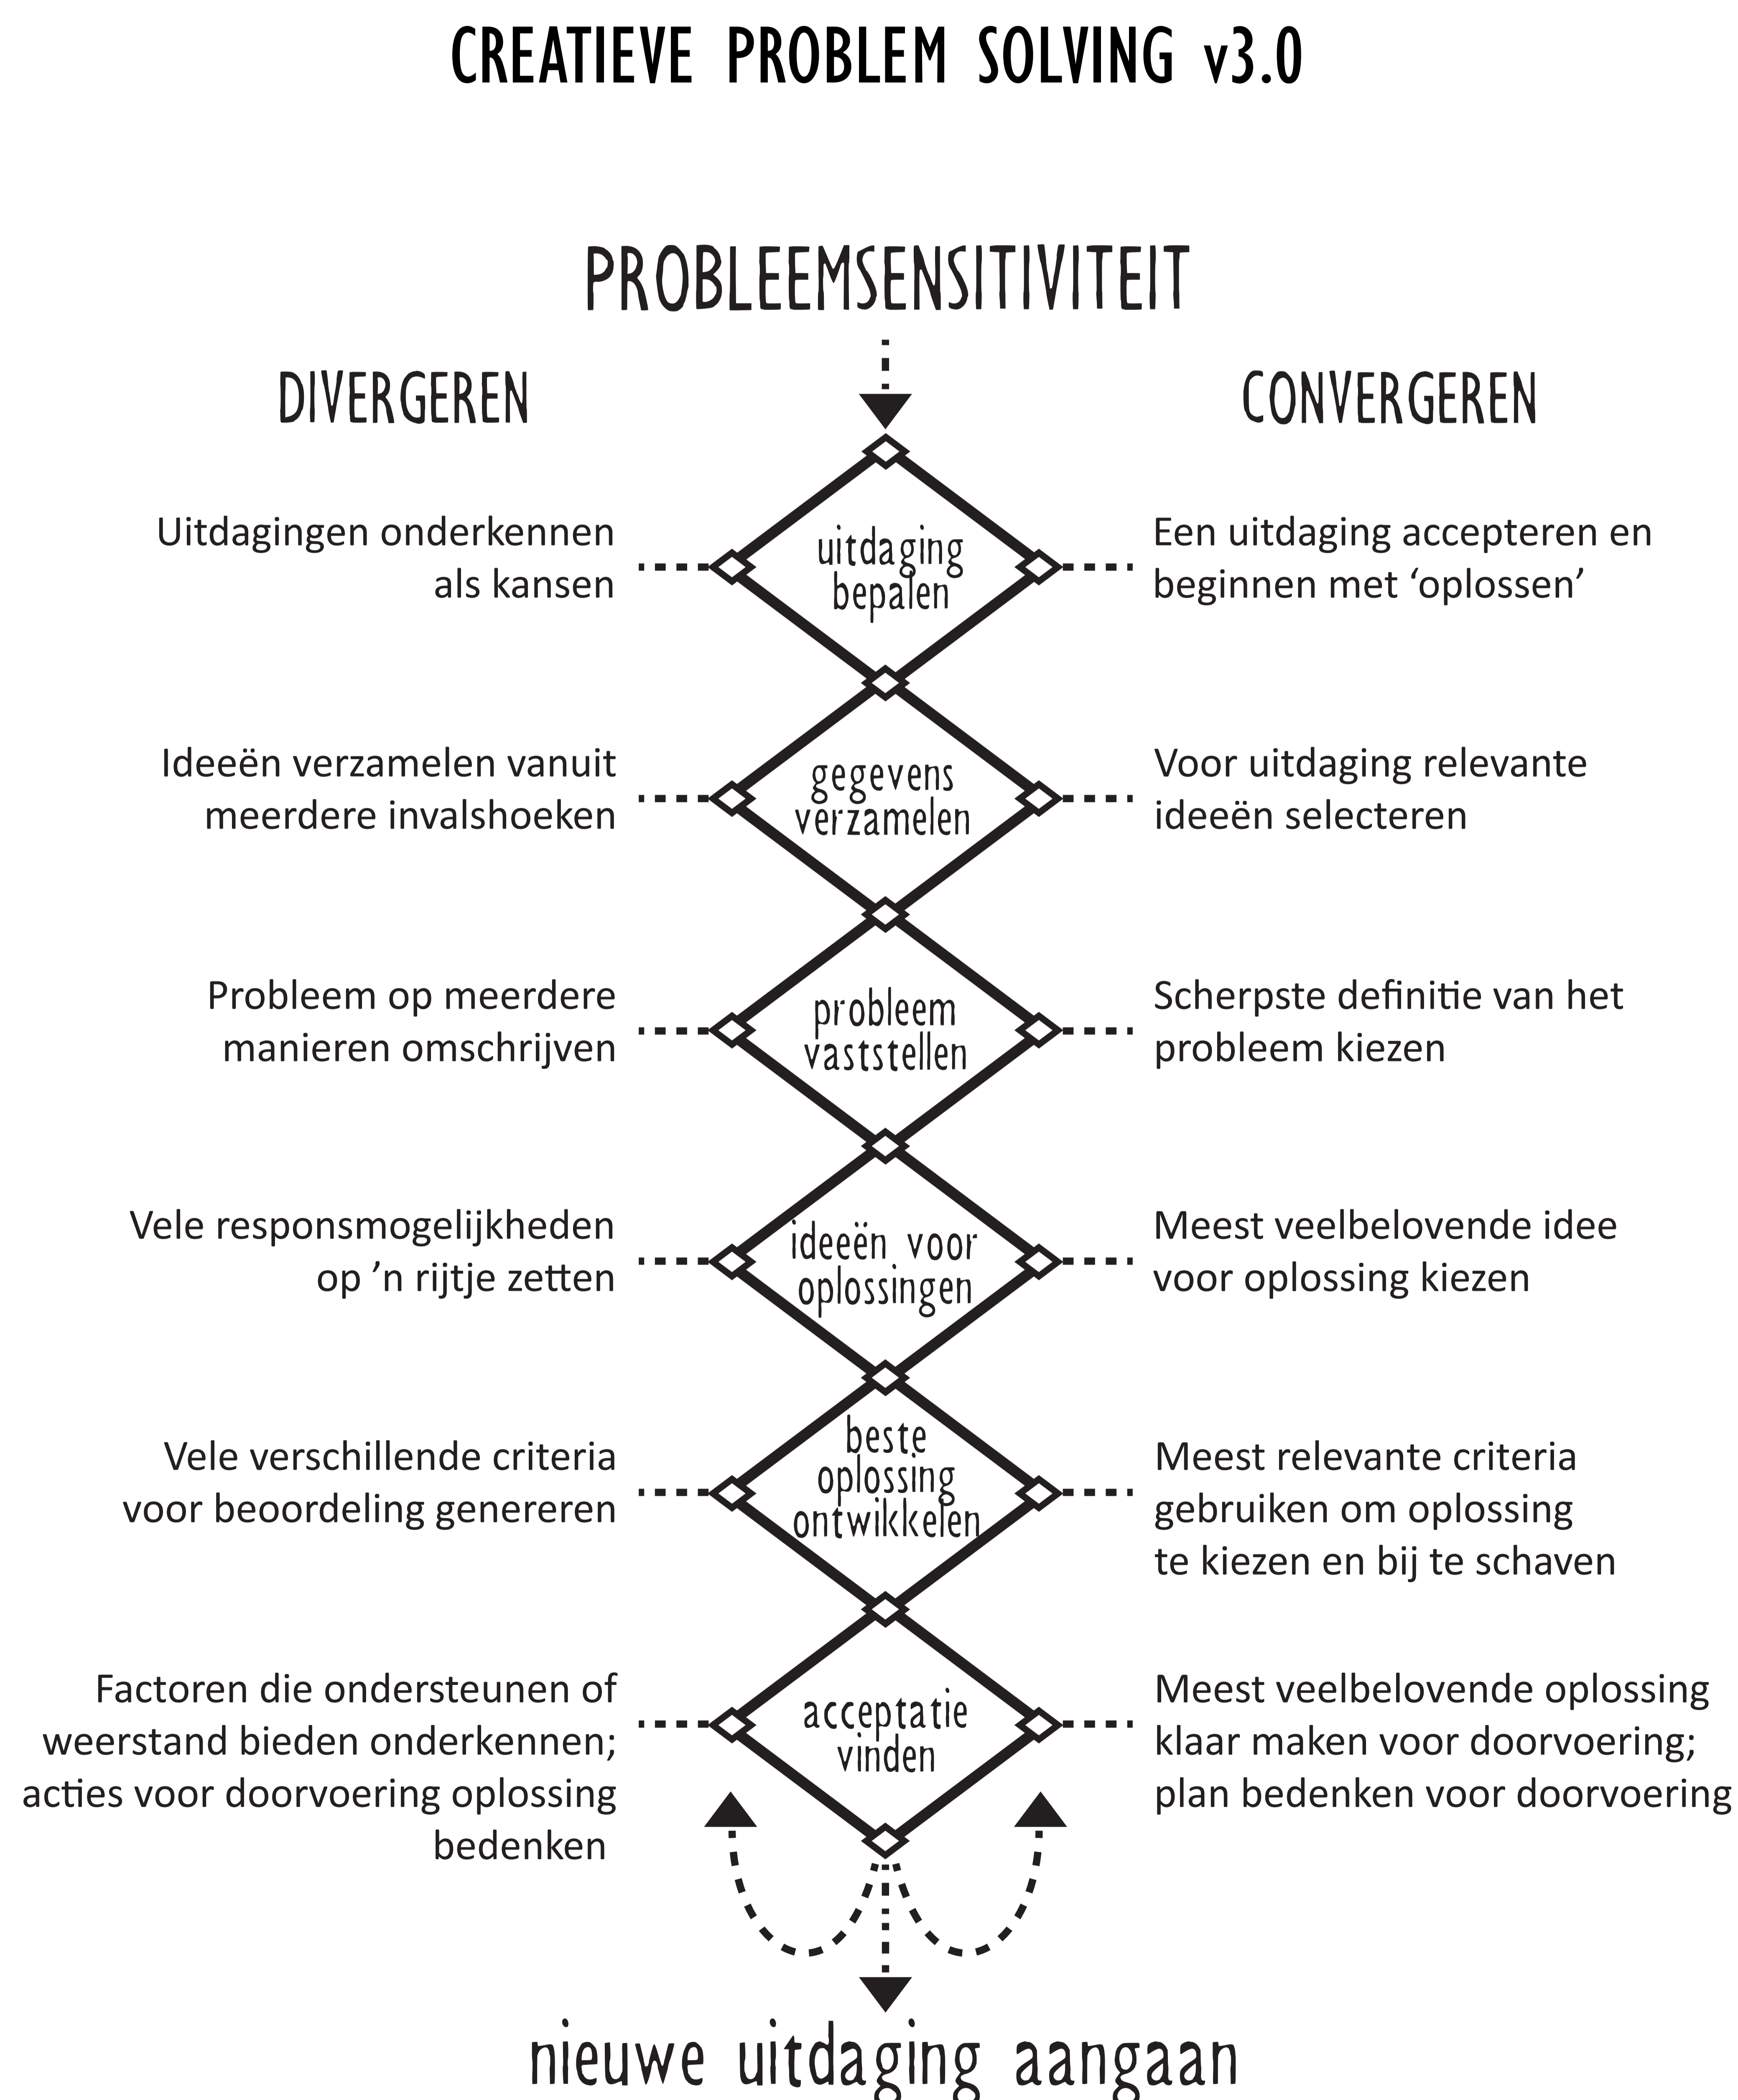 CREATIEVE PROBLEM SOLVING v3.0
PROBLEEMSENSITIVITEIT
DIVERGEREN
CONVERGEREN
Uitdagingen onderkennen
als kansen
uitdaging
bepalen
Een uitdaging accepteren en
beginnen met ‘oplossen’
Ideeën verzamelen vanuit
meerdere invalshoeken
gegevens
verzamelen
Voor uitdaging relevante
ideeën selecteren
Probleem op meerdere
manieren omschrijven
probleem
vaststellen
Scherpste definitie van het
probleem kiezen
Vele responsmogelijkheden
op ’n rijtje zetten
ideeën voor
oplossingen
Meest veelbelovende idee
voor oplossing kiezen
Vele verschillende criteria
voor beoordeling genereren
beste
oplossing
ontwikkelen
Meest relevante criteria
gebruiken om oplossing
te kiezen en bij te schaven
Factoren die ondersteunen of
weerstand bieden onderkennen;
acties voor doorvoering oplossing
bedenken
acceptatie
vinden
Meest veelbelovende oplossing
klaar maken voor doorvoering;
plan bedenken voor doorvoering
nieuwe uitdaging aangaan